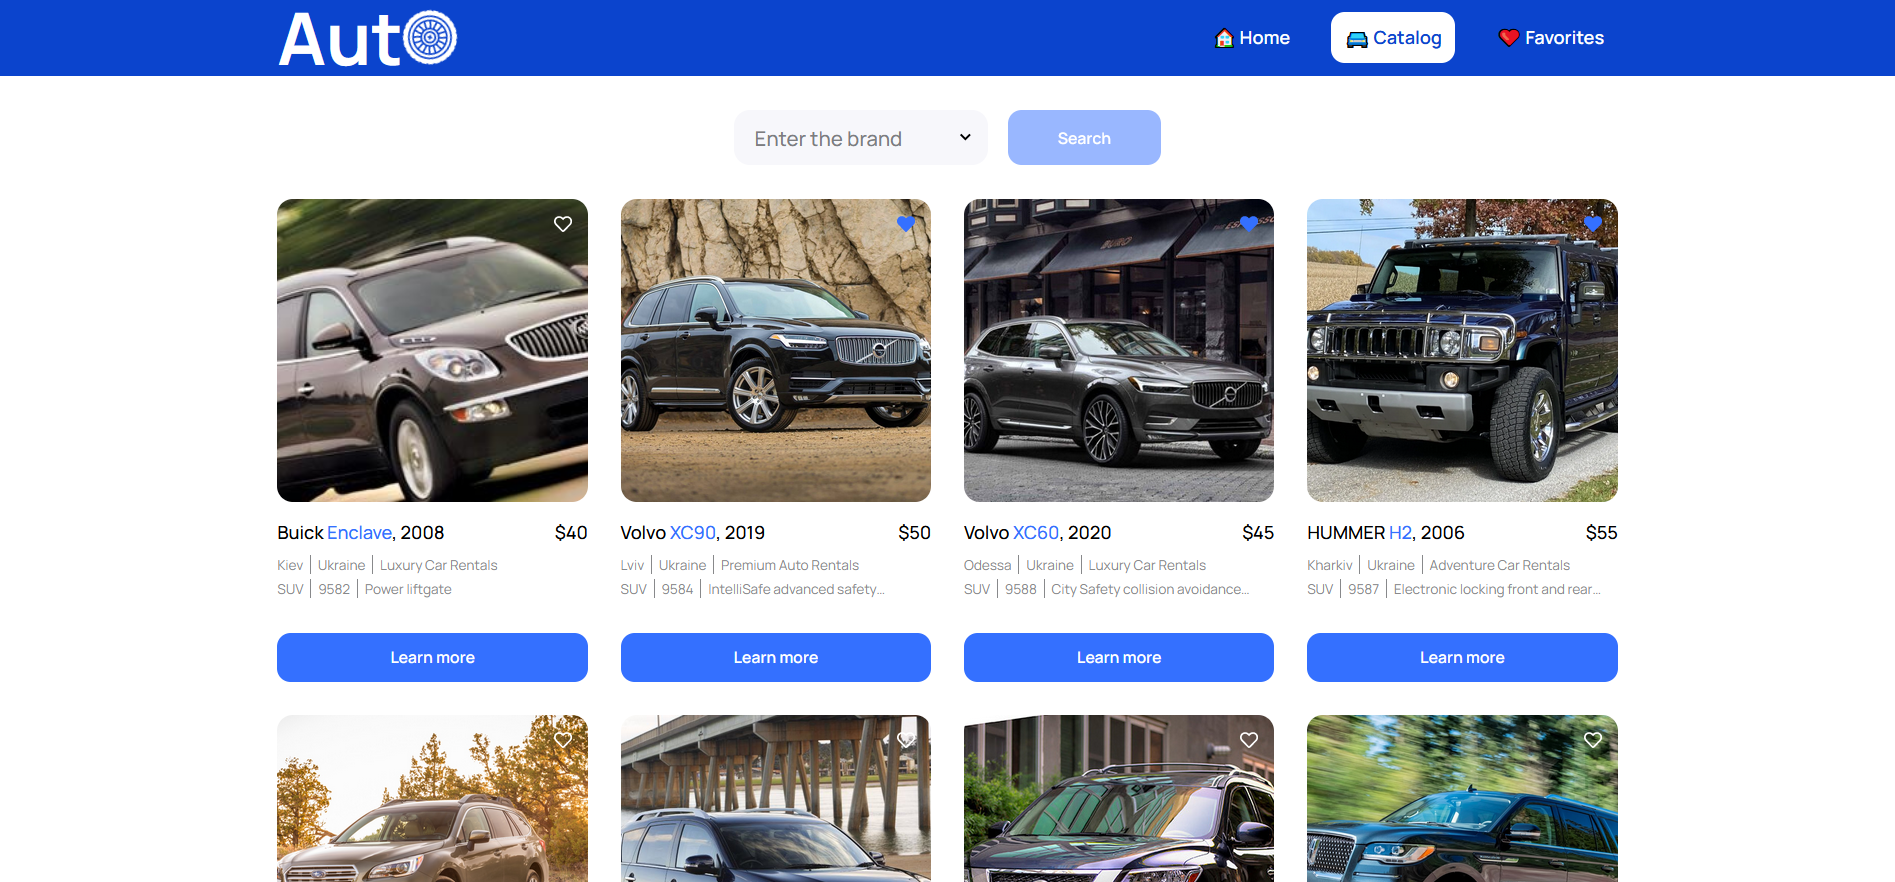 Auto
Home
Catalog
Favorites
Enter the brand
Search
BURO
Buick Enclave, 2008 $40
Kiev | Ukraine | Luxury Car Rentals
SUV | 9582 | Power liftgate
Volvo XC90, 2019 $50
Lviv | Ukraine | Premium Auto Rentals
SUV | 9584 | IntelliSafe advanced safety...
Volvo XC60, 2020 $45
Odessa | Ukraine | Luxury Car Rentals
SUV | 9588 | City Safety collision avoidance...
HUMMER H2, 2006 $55
Kharkiv | Ukraine | Adventure Car Rentals
SUV | 9587 | Electronic locking front and rear...
Learn more
Learn more
Learn more
Learn more